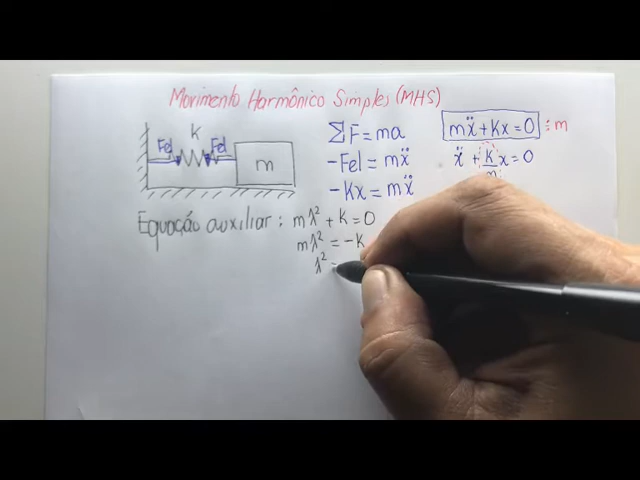 Movimento Harmônico Simples (MHS)
K
Fel Fel
m
ΣF = ma
-Fel = mẍ
-Kx = mẍ
mẍ + Kx = 0 ÷ m
ẍ + K/m x = 0
Equação auxiliar: mλ² + K = 0
mλ² = -K
λ² =